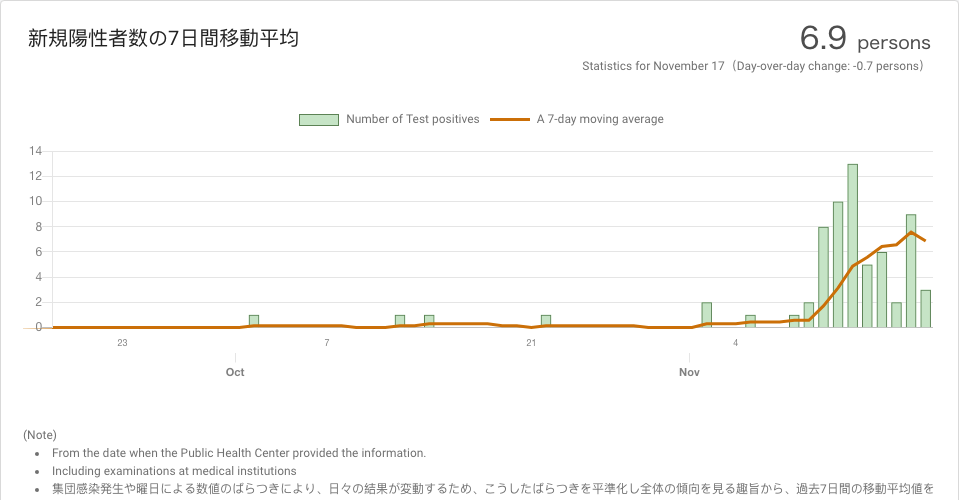 新規陽性者数の7日間移動平均
6.9 persons
Statistics for November 17（Day-over-day change: -0.7 persons）
Number of Test positives A 7-day moving average
14
12
10
8
6
4
2
0
23 7 21 4
Oct Nov
(Note)
From the date when the Public Health Center provided the information.
Including examinations at medical institutions
集団感染発生や曜日による数値のばらつきにより、日々の結果が変動するため、こうしたばらつきを平準化し全体の傾向を見る趣旨から、過去7日間の移動平均値を